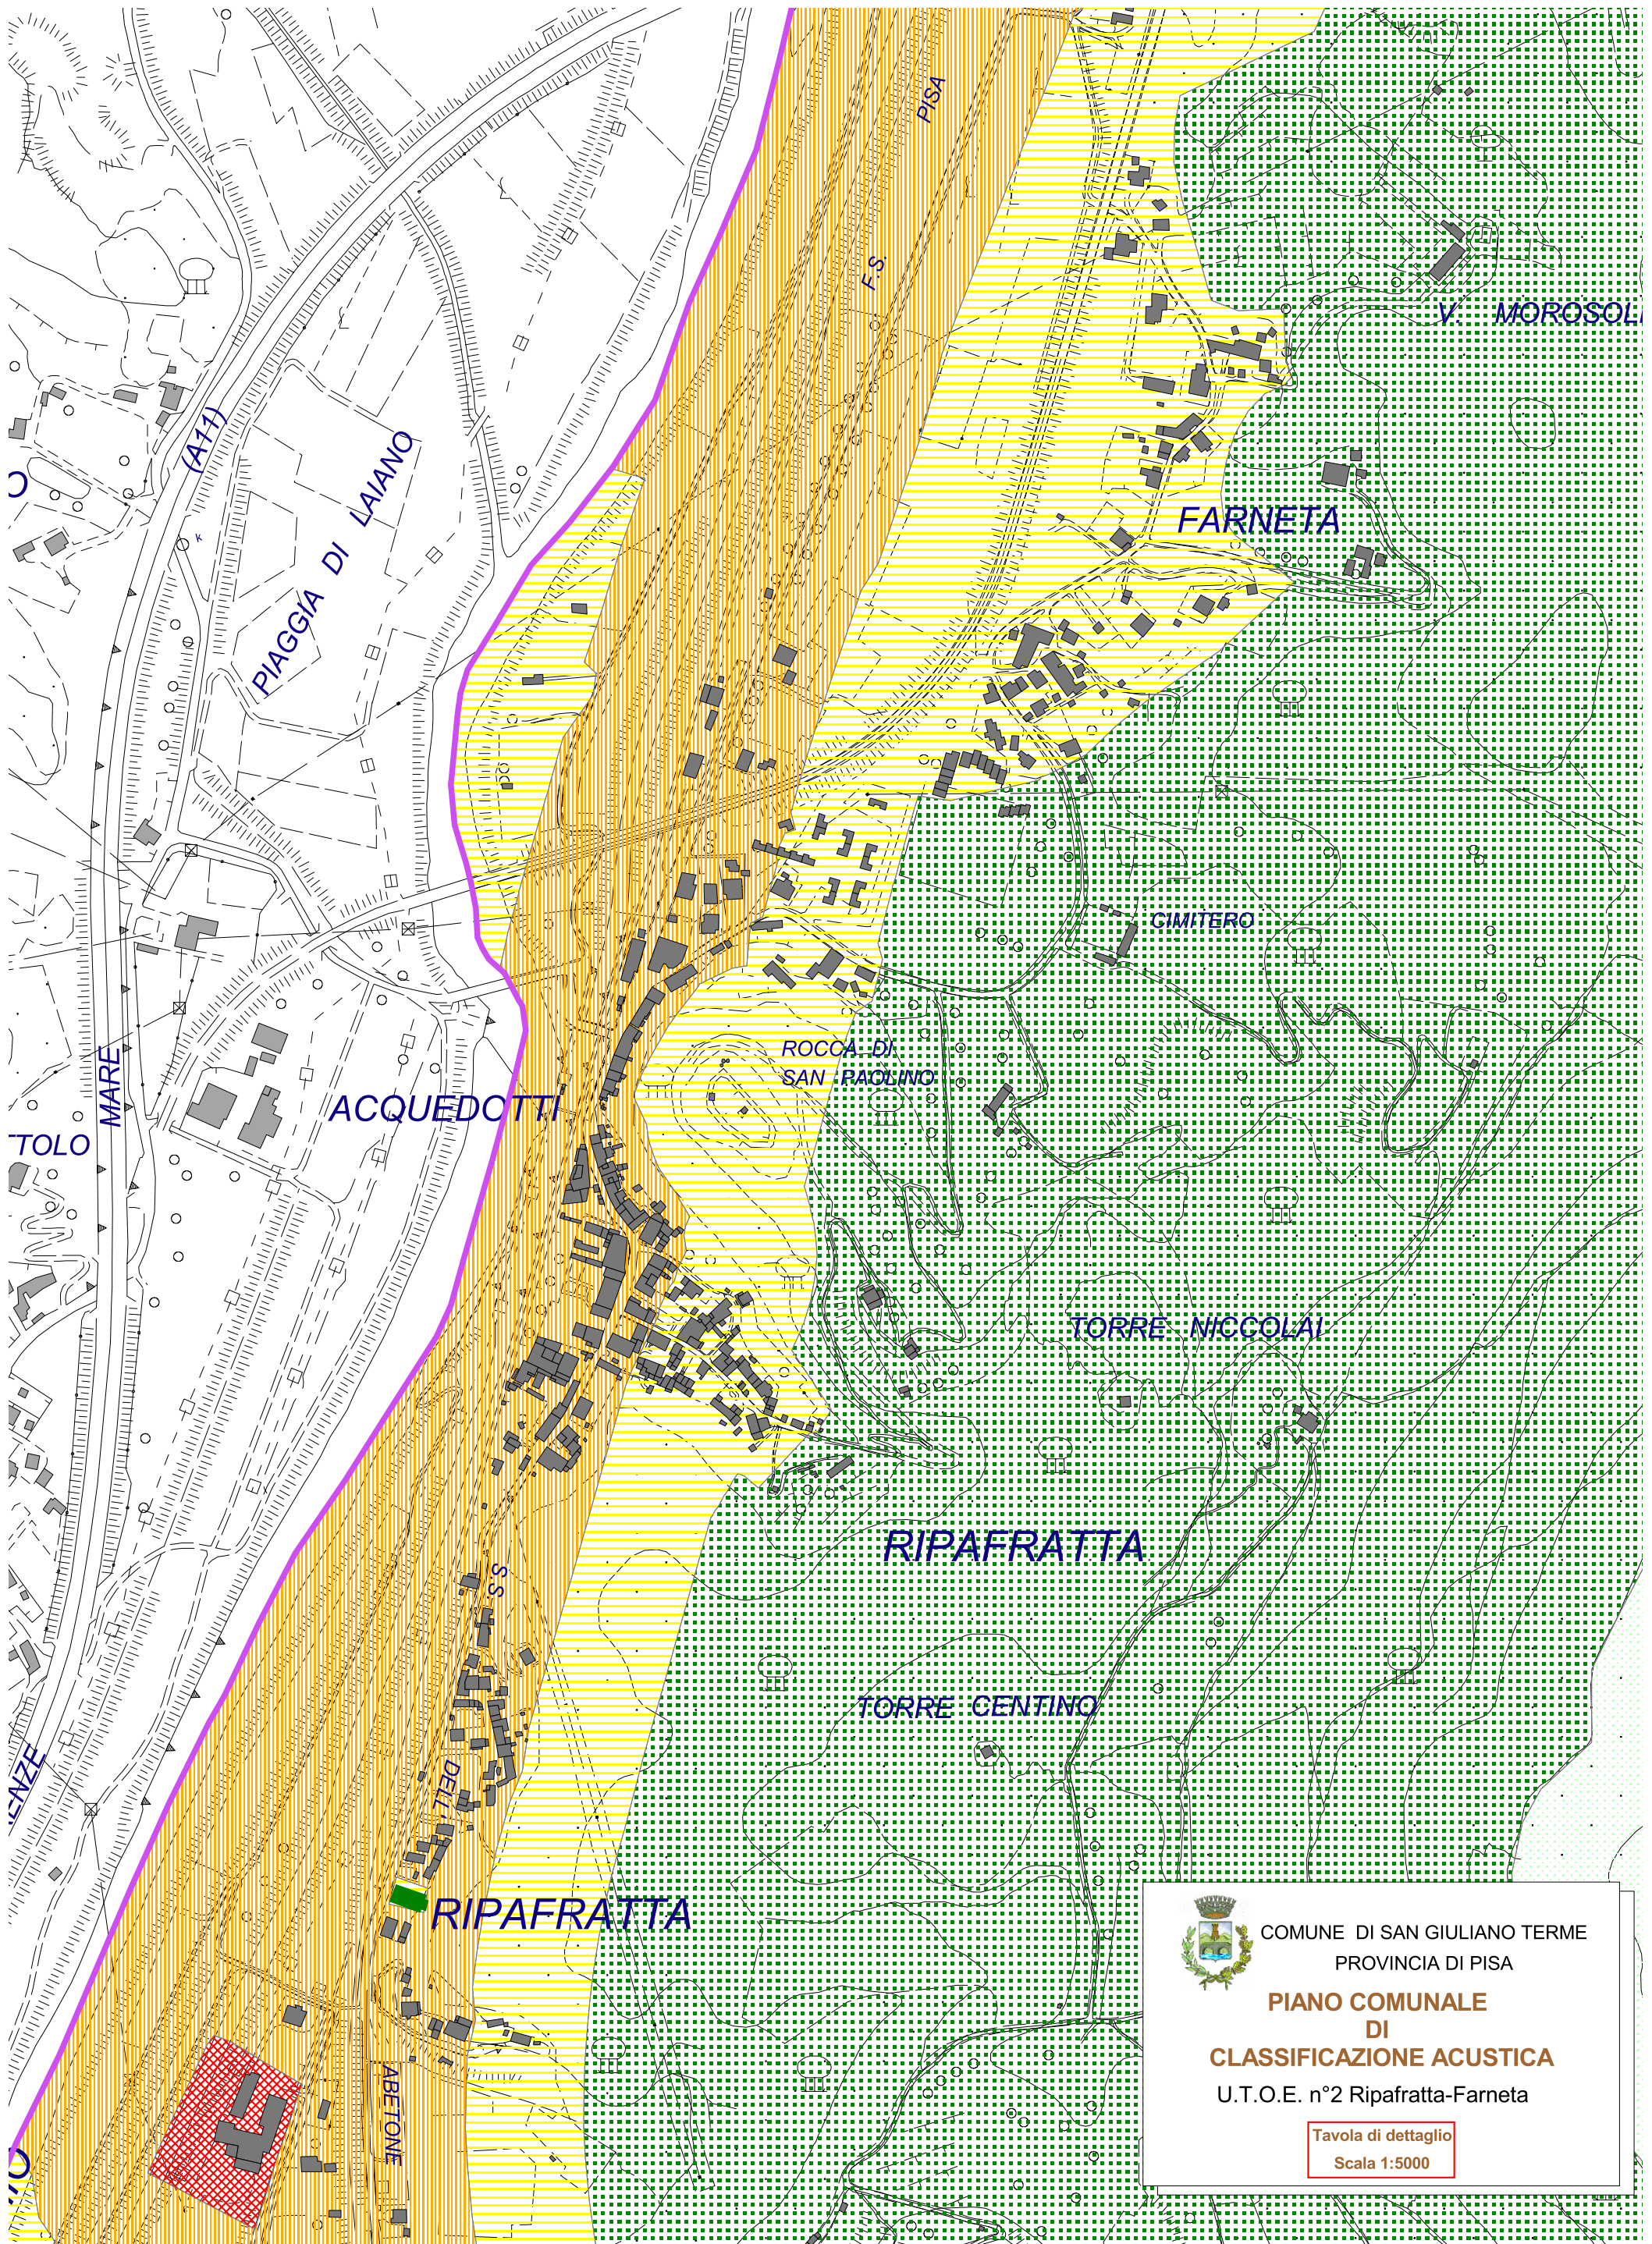 PISA
F.S.
V. MOROSOLI
(A11)
PIAGGIA DI LAIANO
k
FARNETA
CIMITERO
ROCCA DI
SAN PAOLINO
ACQUEDOTTI
MARE
TTOLO
TORRE NICCOLAI
RIPAFRATTA
S.S.
TORRE CENTINO
ENZE
DELL'
RIPAFRATTA
ABETONE
COMUNE DI SAN GIULIANO TERME
PROVINCIA DI PISA
PIANO COMUNALE
DI
CLASSIFICAZIONE ACUSTICA
U.T.O.E. n°2 Ripafratta-Farneta
Tavola di dettaglio
Scala 1:5000